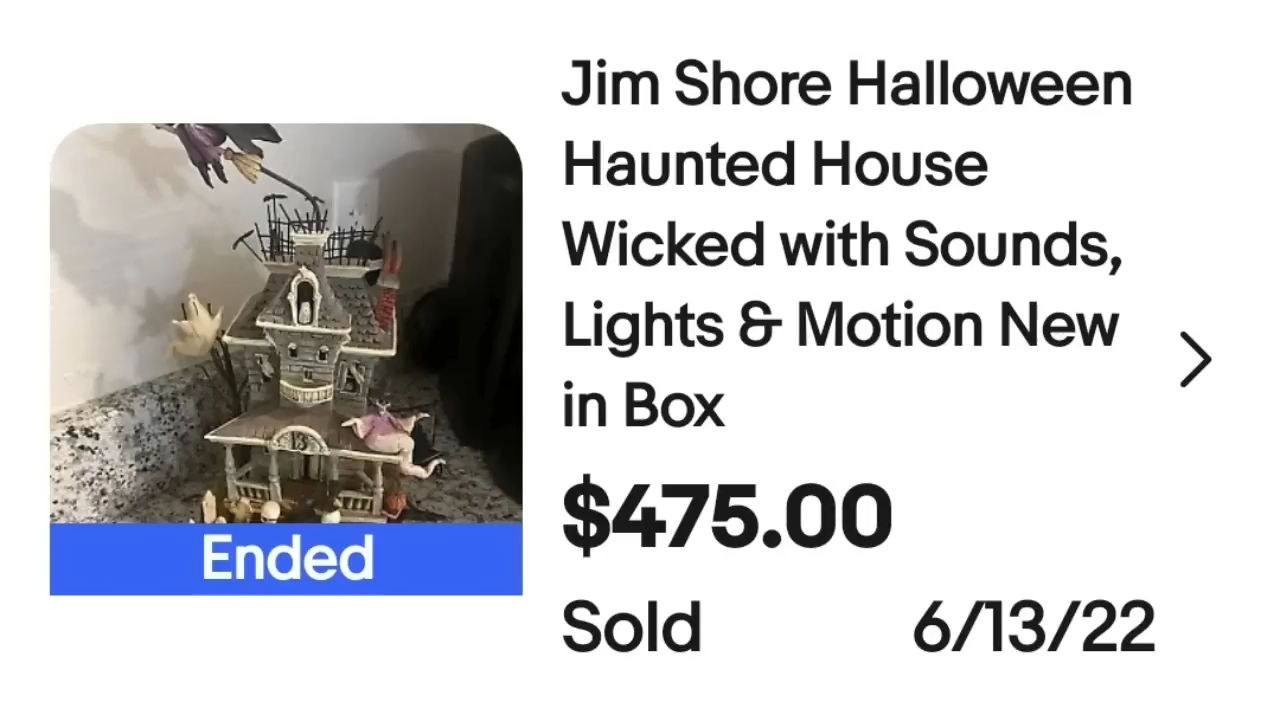 Jim Shore Halloween
Haunted House
Wicked with Sounds,
Lights & Motion New
in Box
$475.00
Sold 6/13/22
13
Ended